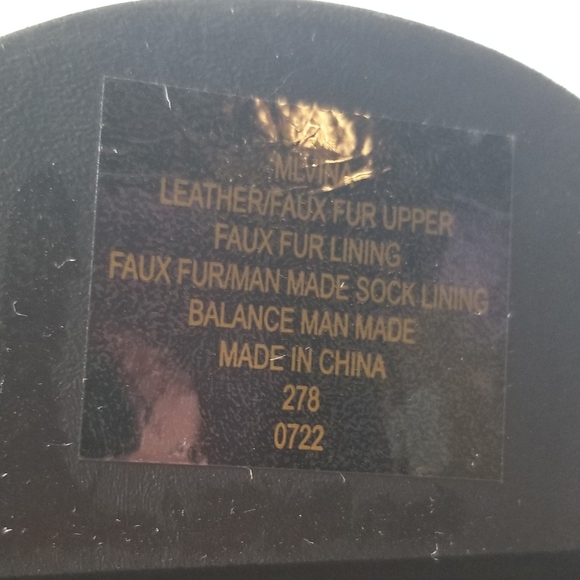 MLVINA
LEATHER/FAUX FUR UPPER
FAUX FUR LINING
FAUX FUR/MAN MADE SOCK LINING
BALANCE MAN MADE
MADE IN CHINA
278
0722